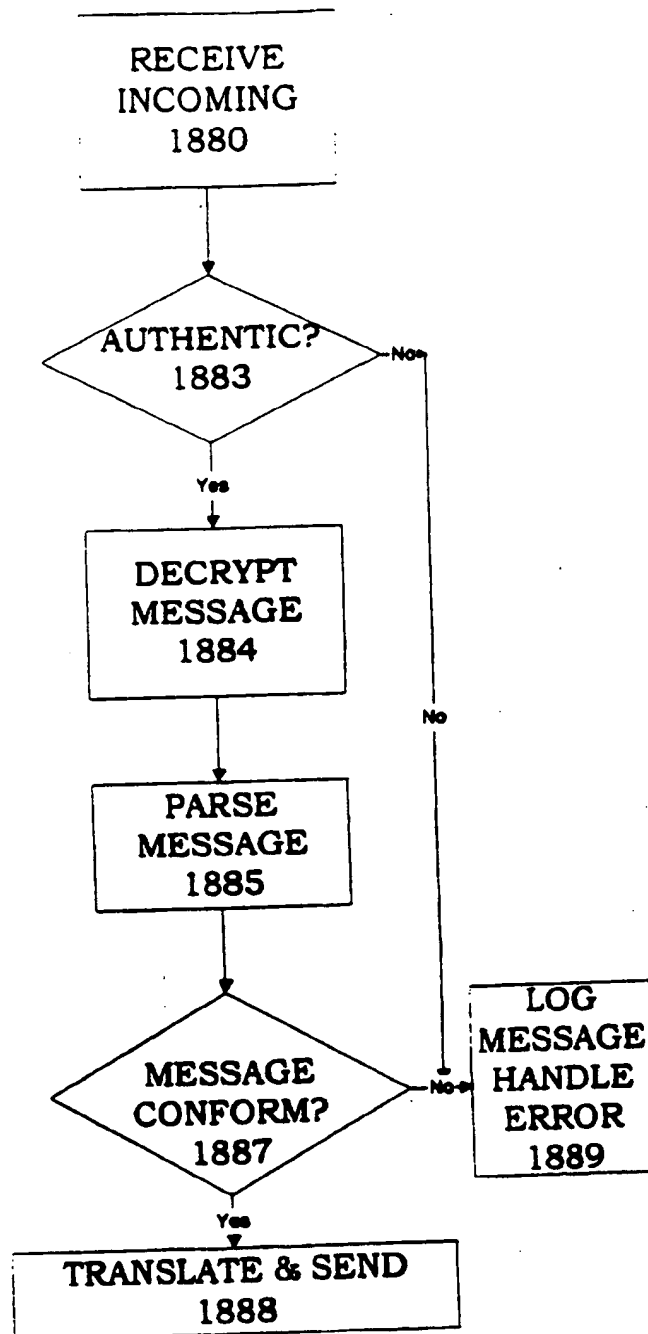 RECEIVE
INCOMING
1880
AUTHENTIC?
1883
No
Yes
DECRYPT
MESSAGE
1884
No
PARSE
MESSAGE
1885
MESSAGE
CONFORM?
1887
No
LOG
MESSAGE
HANDLE
ERROR
1889
Yes
TRANSLATE & SEND
1888